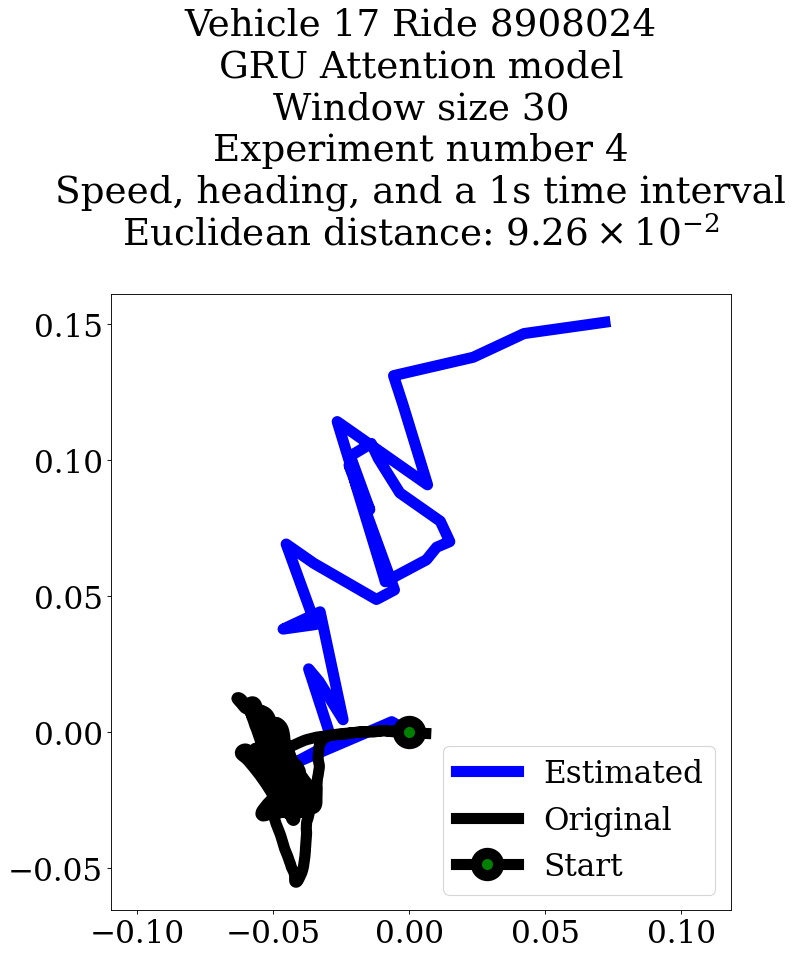 Vehicle 17 Ride 8908024
GRU Attention model
Window size 30
Experiment number 4
Speed, heading, and a 1s time interval
Euclidean distance: 9.26 × 10⁻²
0.15
0.10
0.05
0.00
−0.05
Estimated
Original
Start
−0.10 −0.05 0.00 0.05 0.10